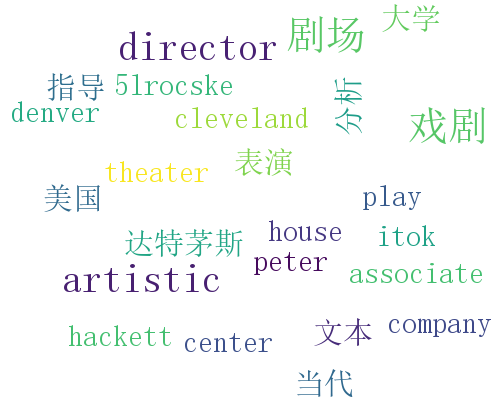 大学
剧场
director
指导
5lrocske
分析
denver
cleveland
戏剧
表演
theater
美国
play
达特茅斯
house
itok
peter
artistic
associate
hackett
center
文本
company
当代